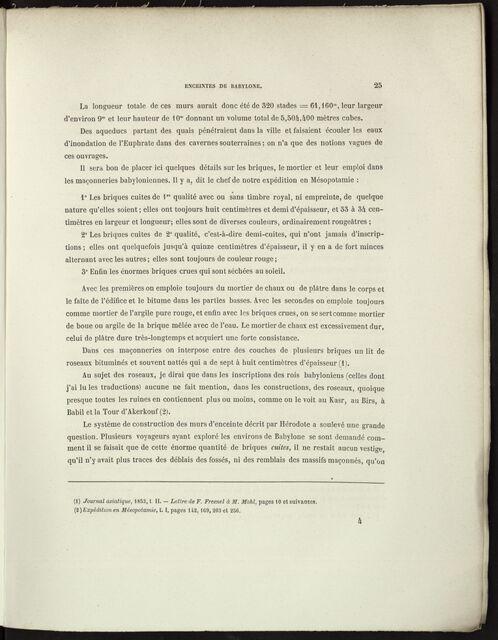 ENCEINTES DE BABYLONE. 25
La longueur totale de ces murs aurait donc été de 320 stades = 61,160m, leur largeur
d'environ 9m et leur hauteur de 10m donnant un volume total de 5,504,400 mètres cubes.
Des aqueducs partant des quais pénétraient dans la ville et faisaient écouler les eaux
d'inondation de l'Euphrate dans des cavernes souterraines; on n'a que des notions vagues de
ces ouvrages.
Il sera bon de placer ici quelques détails sur les briques, le mortier et leur emploi dans
les maçonneries babyloniennes. Il y a, dit le chef de notre expédition en Mésopotamie :
1° Les briques cuites de 1re qualité avec ou sans timbre royal, ni empreinte, de quelque
nature qu'elles soient; elles ont toujours huit centimètres et demi d'épaisseur, et 33 à 34 cen-
timètres en largeur et longueur; elles sont de diverses couleurs, ordinairement rougeâtres;
2° Les briques cuites de 2e qualité, c'est-à-dire demi-cuites, qui n'ont jamais d'inscrip-
tions; elles ont quelquefois jusqu'à quinze centimètres d'épaisseur, il y en a de fort minces
alternant avec les autres; elles sont toujours de couleur rouge;
3° Enfin les énormes briques crues qui sont séchées au soleil.
Avec les premières on emploie toujours du mortier de chaux ou de plâtre dans le corps et
le faîte de l'édifice et le bitume dans les parties basses. Avec les secondes on emploie toujours
comme mortier de l'argile pure rouge, et enfin avec les briques crues, on se sert comme mortier
de boue ou argile de la brique mêlée avec de l'eau. Le mortier de chaux est excessivement dur,
celui de plâtre dure très-longtemps et acquiert une forte consistance.
Dans ces maçonneries on interpose entre des couches de plusieurs briques un lit de
roseaux bituminés et souvent nattés qui a de sept à huit centimètres d'épaisseur (1).
Au sujet des roseaux, je dirai que dans les inscriptions des rois babyloniens (celles dont
j'ai lu les traductions) aucune ne fait mention, dans les constructions, des roseaux, quoique
presque toutes les ruines en contiennent plus ou moins, comme on le voit au Kasr, au Birs, à
Babil et la Tour d'Akerkouf (2).
Le système de construction des murs d'enceinte décrit par Hérodote a soulevé une grande
question. Plusieurs voyageurs ayant exploré les environs de Babylone se sont demandé com-
ment il se faisait que de cette énorme quantité de briques cuites, il ne restait aucun vestige,
qu'il n'y avait plus traces des déblais des fossés, ni des remblais des massifs maçonnés, qu'on
(1) Journal asiatique, 1853, t. II. — Lettre de F. Fresnel à M. Mohl, pages 10 et suivantes.
(2) Expédition en Mésopotamie, t. I, pages 142, 169, 203 et 256.
4